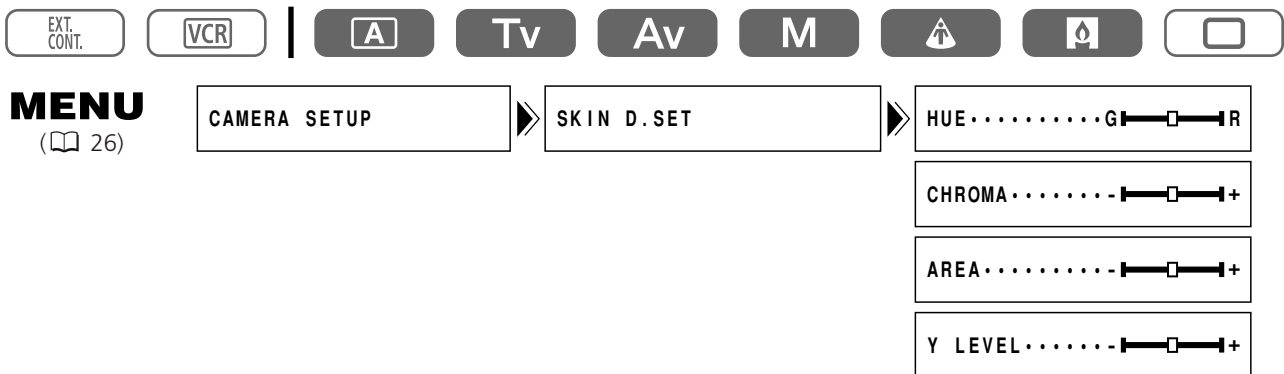 EXT. CONT. VCR A Tv Av M
MENU CAMERA SETUP SKIN D.SET HUE··········G R
(26)
CHROMA·······- +
AREA·········- +
Y LEVEL······- +